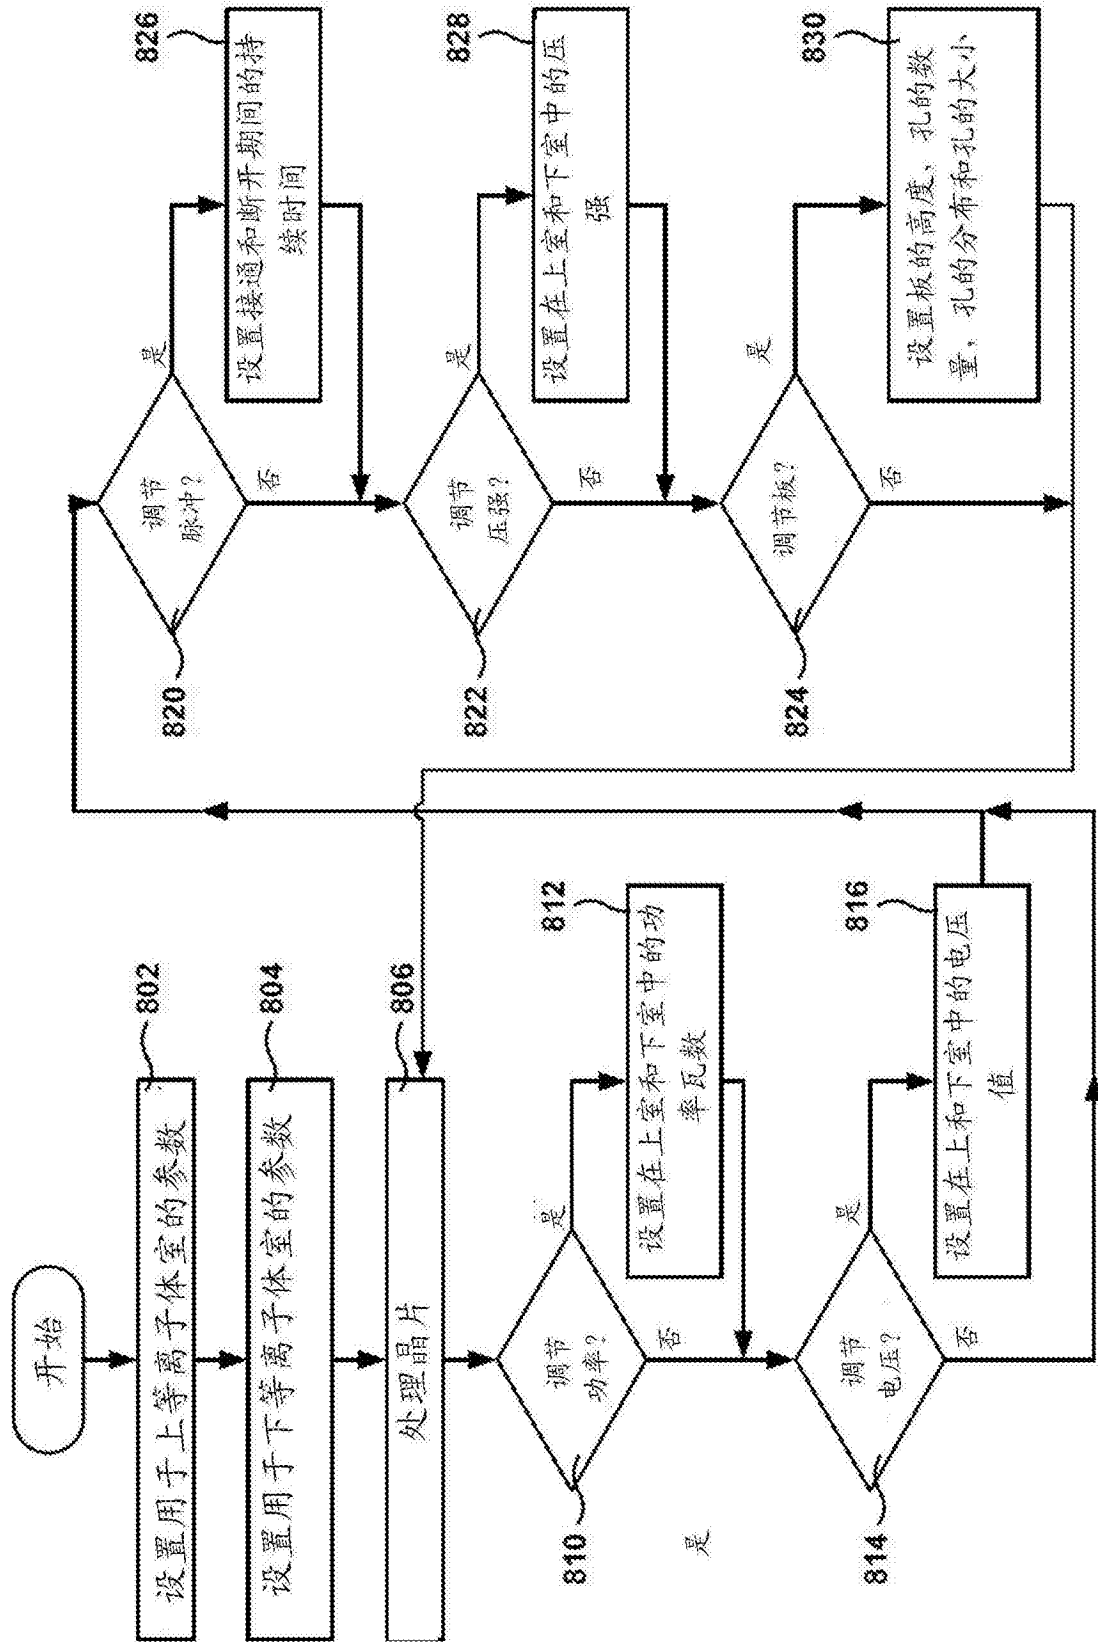 开始
802
设置用于上等离子体室的参数
804
设置用于下等离子体室的参数
806
处理晶片
810
调节
功率?
是
否
812
设置在上室和下室中的功
率瓦数
是
814
调节
电压?
是
否
816
设置在上和下室中的电压
值
820
调节
脉冲?
是
否
826
设置接通和断开期间的持
续时间
822
调节
压强?
是
否
828
设置在上室和下室中的压
强
824
调节板?
是
否
830
设置板的高度，孔的数
量，孔的分布和孔的大小